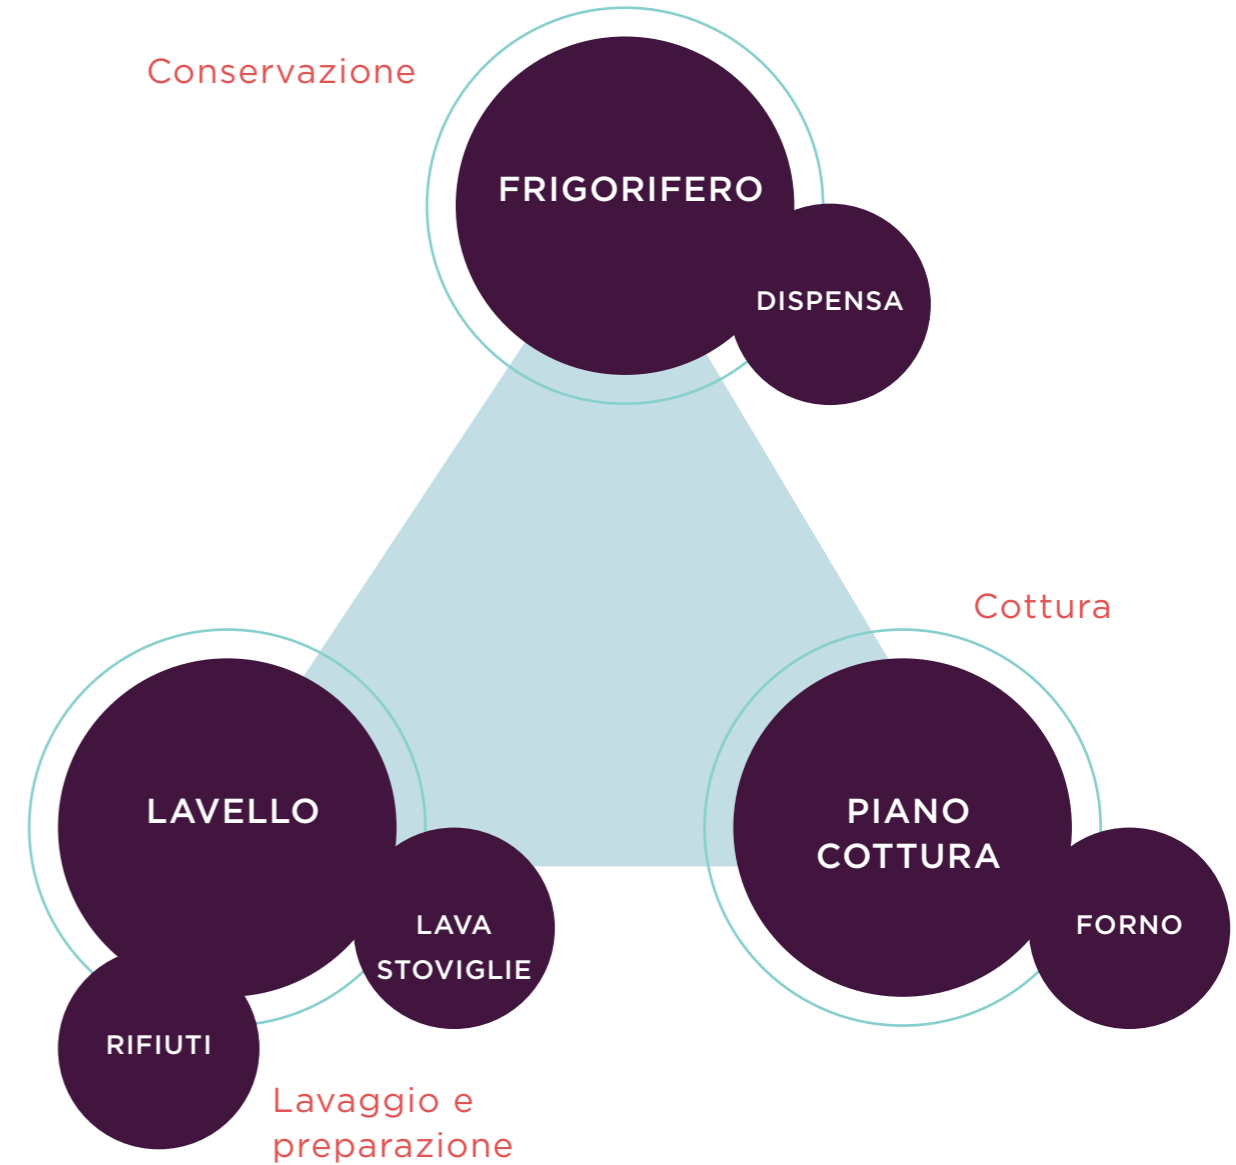 Conservazione
FRIGORIFERO
DISPENSA
Cottura
LAVELLO
PIANO
COTTURA
LAVA
STOVIGLIE
FORNO
RIFIUTI
Lavaggio e
preparazione